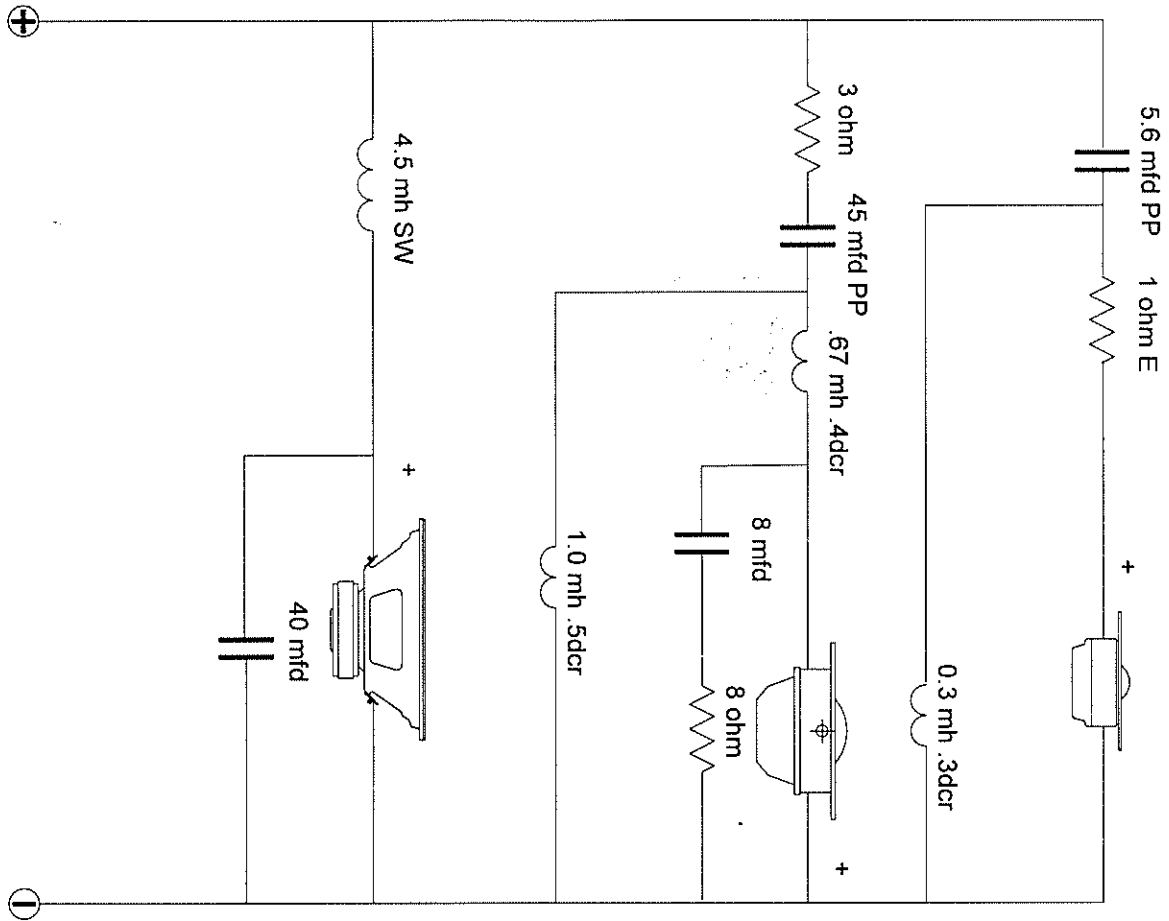 5.6 mfd PP
1 ohm E
+
0.3 mh .3dcr
3 ohm
45 mfd PP
.67 mh .4dcr
8 mfd
8 ohm
+
1.0 mh .5dcr
4.5 mh SW
+
40 mfd
+
−